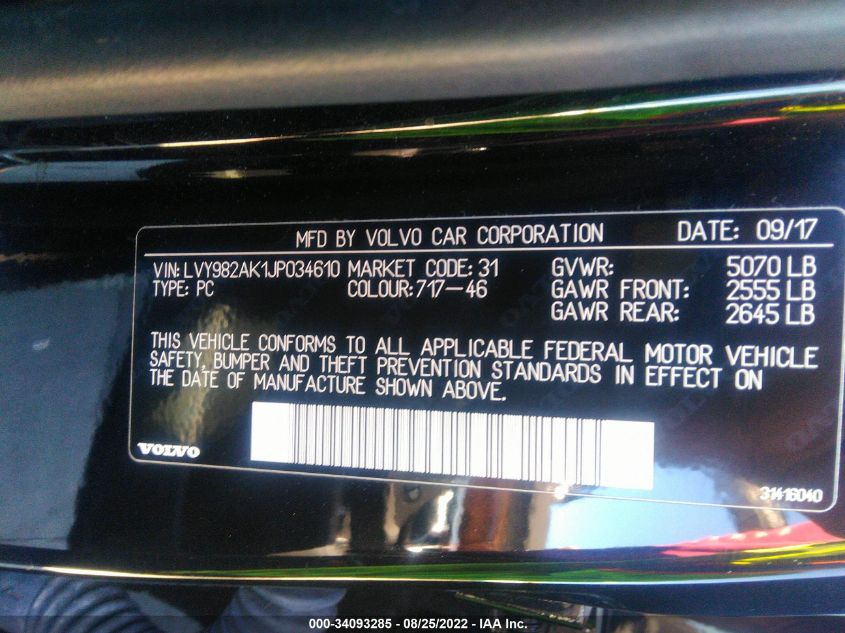 MFD BY VOLVO CAR CORPORATION DATE: 09/17
VIN: LVY982AK1JP034610 MARKET CODE: 31 GVWR: 5070 LB
TYPE: PC COLOUR: 717-46 GAWR FRONT: 2555 LB
GAWR REAR: 2645 LB
THIS VEHICLE CONFORMS TO ALL APPLICABLE FEDERAL MOTOR VEHICLE
SAFETY, BUMPER AND THEFT PREVENTION STANDARDS IN EFFECT ON
THE DATE OF MANUFACTURE SHOWN ABOVE.
VOLVO
31416040
000-34093285 - 08/25/2022 - IAA Inc.